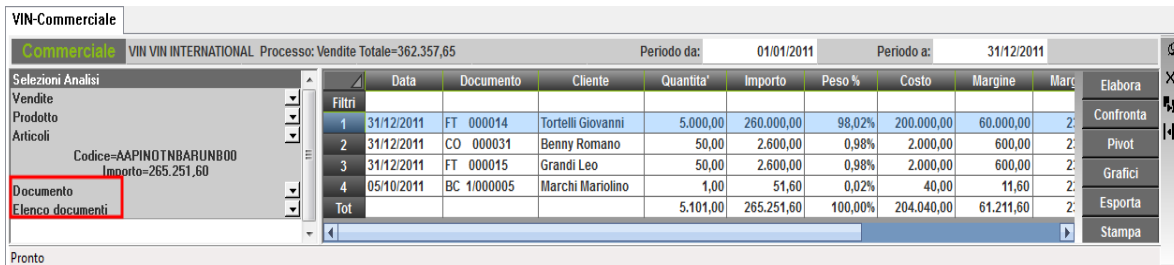 VIN-Commerciale
Commerciale VIN VIN INTERNATIONAL Processo: Vendite Totale=362.357,65 Periodo da: 01/01/2011 Periodo a: 31/12/2011
Selezioni Analisi
Vendite
Prodotto
Articoli
Codice=AAPINOTNBARUNB00
Importo=265.251,60
Documento
Elenco documenti
Data Documento Cliente Quantita' Importo Peso % Costo Margine Marg
Filtri
1 31/12/2011 FT 000014 Tortelli Giovanni 5.000,00 260.000,00 98,02% 200.000,00 60.000,00 2
2 31/12/2011 CO 000031 Benny Romano 50,00 2.600,00 0,98% 2.000,00 600,00 2
3 31/12/2011 FT 000015 Grandi Leo 50,00 2.600,00 0,98% 2.000,00 600,00 2
4 05/10/2011 BC 1/000005 Marchi Mariolino 1,00 51,60 0,02% 40,00 11,60 2
Tot 5.101,00 265.251,60 100,00% 204.040,00 61.211,60 2
Elabora
Confronta
Pivot
Grafici
Esporta
Stampa
Pronto